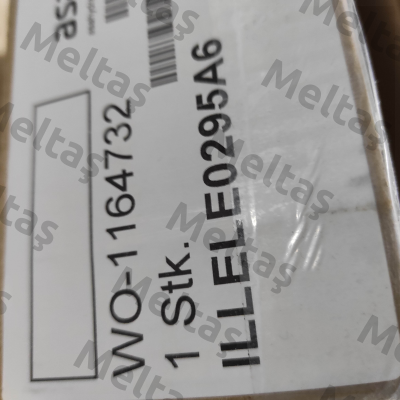 as
WO-1164732
1 Stk.
ILLELE0295A6
Meltaş